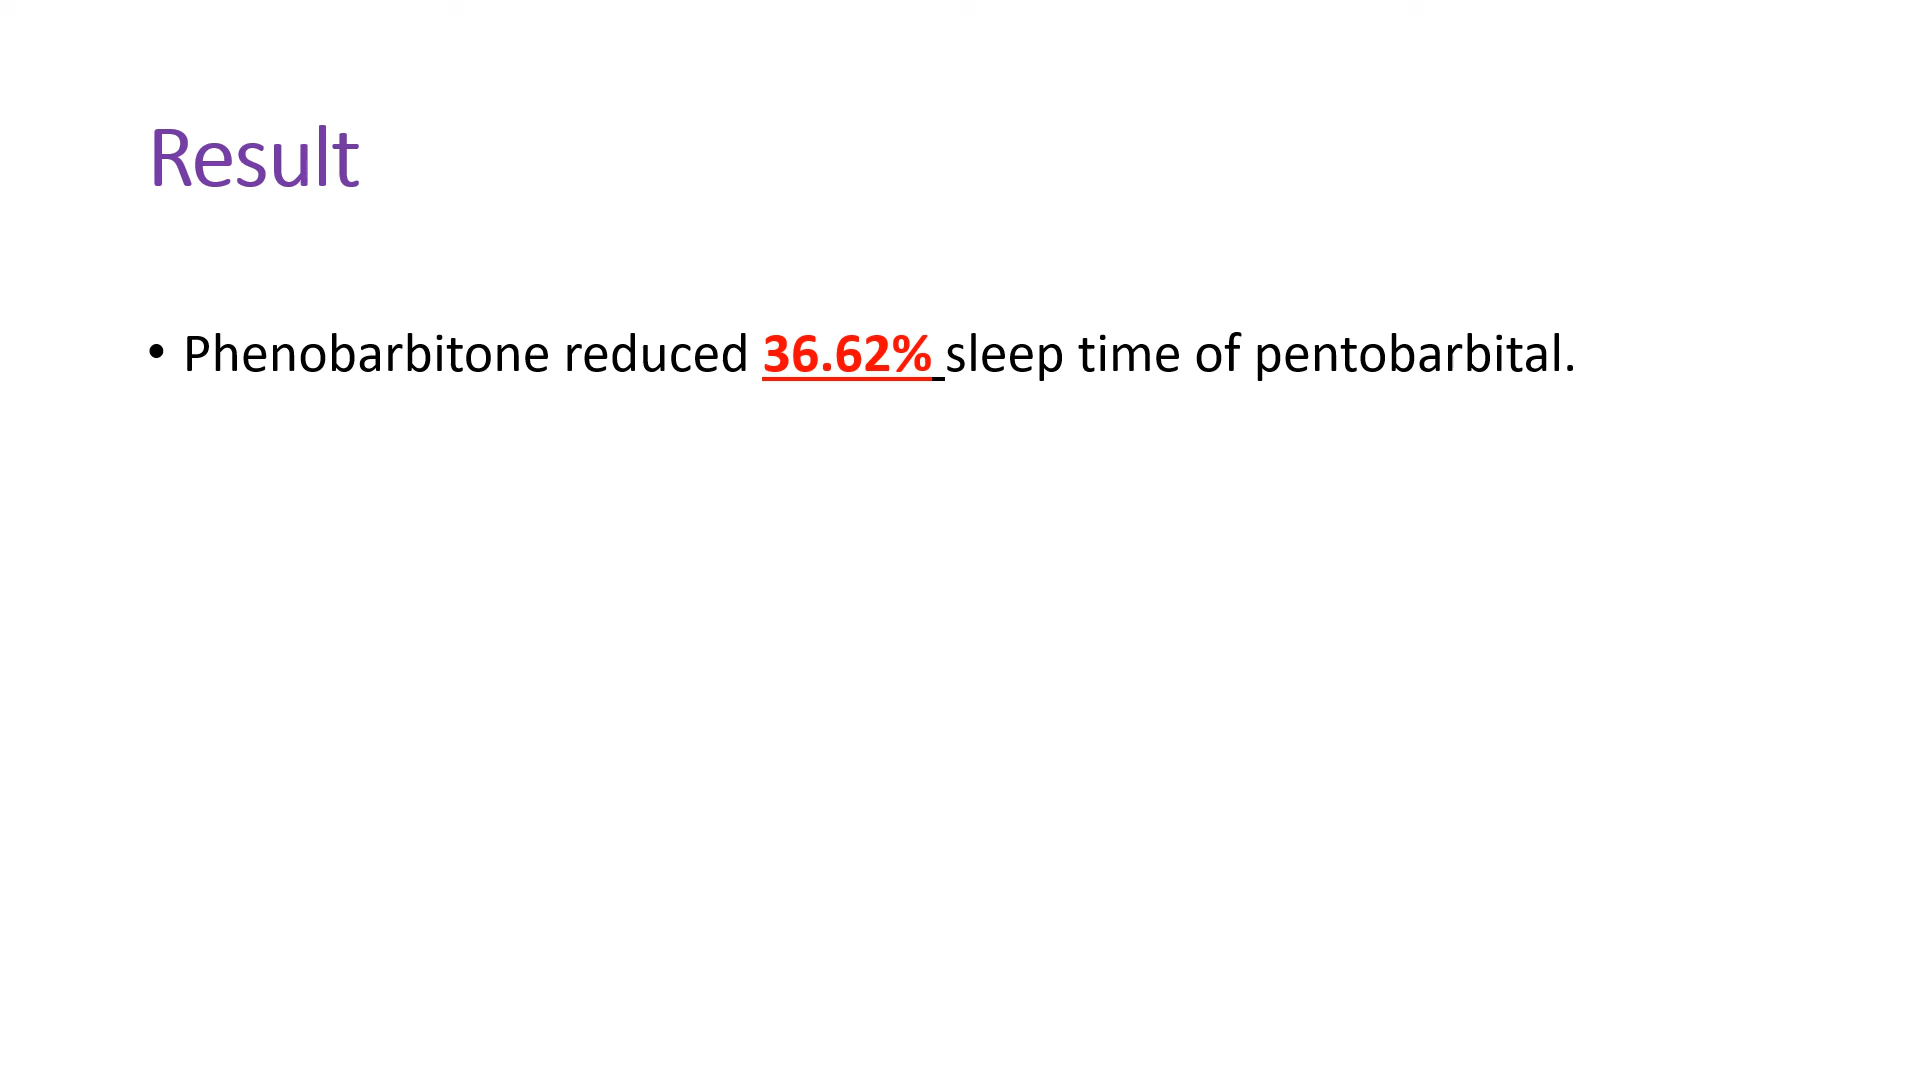 Result
• Phenobarbitone reduced 36.62% sleep time of pentobarbital.